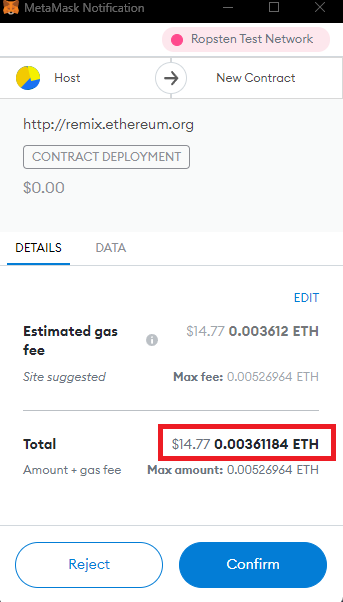 MetaMask Notification
Ropsten Test Network
Host New Contract
http://remix.ethereum.org
CONTRACT DEPLOYMENT
$0.00
DETAILS DATA
EDIT
Estimated gas fee $14.77 0.003612 ETH
Site suggested Max fee: 0.00526964 ETH
Total $14.77 0.00361184 ETH
Amount + gas fee Max amount: 0.00526964 ETH
Reject Confirm